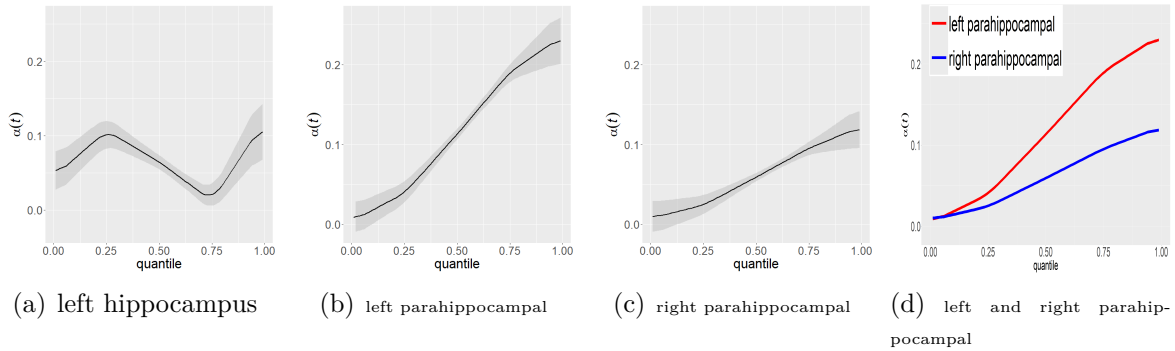 α(t)
0.2
0.1
0.0
0.00 0.25 0.50 0.75 1.00
quantile
(a) left hippocampus
α(t)
0.2
0.1
0.0
0.00 0.25 0.50 0.75 1.00
quantile
(b) left parahippocampal
α(t)
0.2
0.1
0.0
0.00 0.25 0.50 0.75 1.00
quantile
(c) right parahippocampal
left parahippocampal
right parahippocampal
α(t)
0.2
0.1
0.0
0.00 0.25 0.50 0.75 1.00
quantile
(d) left and right parahip-
pocampal